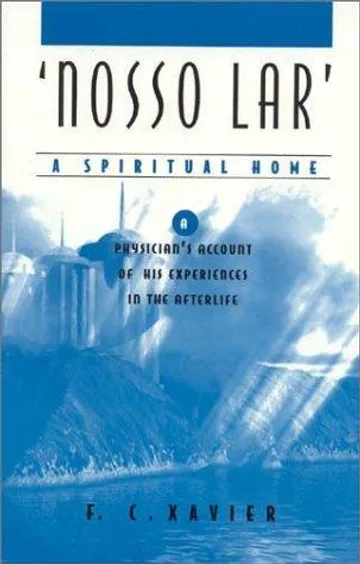 'NOSSO LAR'
A SPIRITUAL HOME
A
PHYSICIAN'S ACCOUNT
OF HIS EXPERIENCES
IN THE AFTERLIFE
F. C. XAVIER